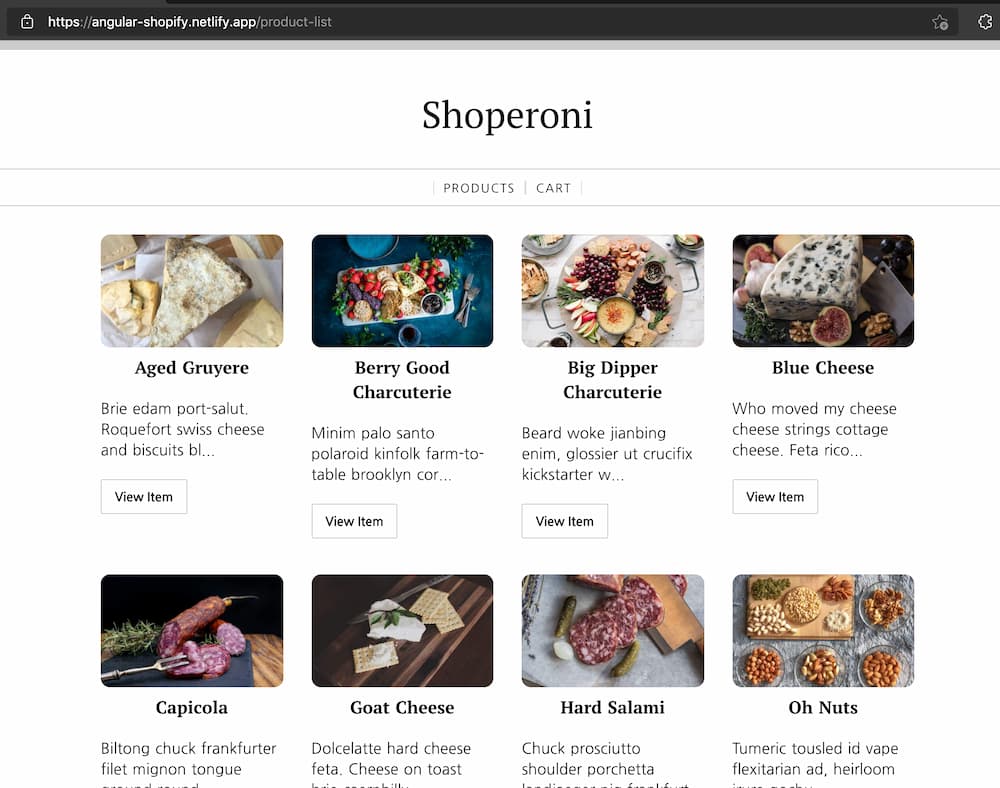 https://angular-shopify.netlify.app/product-list
Shoperoni
PRODUCTS
CART
Aged Gruyere
Brie edam port-salut.
Roquefort swiss cheese
and biscuits bl...
View Item
Berry Good
Charcuterie
Minim palo santo
polaroid kinfolk farm-to-
table brooklyn cor...
View Item
Big Dipper
Charcuterie
Beard woke jianbing
enim, glossier ut crucifix
kickstarter w...
View Item
Blue Cheese
Who moved my cheese
cheese strings cottage
cheese. Feta rico...
View Item
Capicola
Biltong chuck frankfurter
filet mignon tongue
Goat Cheese
Dolcelatte hard cheese
feta. Cheese on toast
Hard Salami
Chuck prosciutto
shoulder porchetta
Oh Nuts
Tumeric tousled id vape
flexitarian ad, heirloom